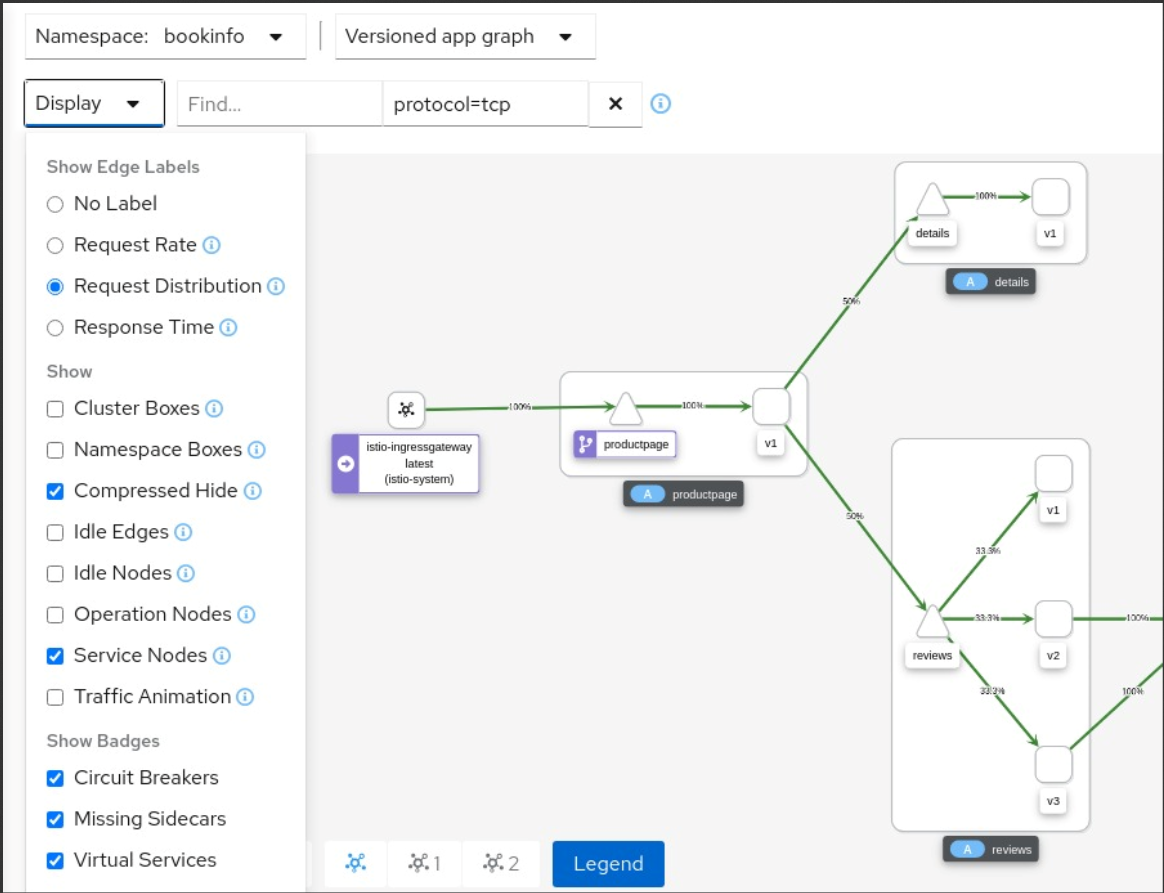 Namespace: bookinfo
Versioned app graph
Display
Find...
protocol=tcp
Show Edge Labels
No Label
Request Rate
Request Distribution
Response Time
Show
Cluster Boxes
Namespace Boxes
Compressed Hide
Idle Edges
Idle Nodes
Operation Nodes
Service Nodes
Traffic Animation
Show Badges
Circuit Breakers
Missing Sidecars
Virtual Services
100%
details
v1
A details
50%
100%
100%
istio-ingressgateway
latest
(istio-system)
productpage
v1
A productpage
50%
v1
33.3%
33.3%
100%
reviews
v2
33.3%
100%
v3
A reviews
1
2
Legend